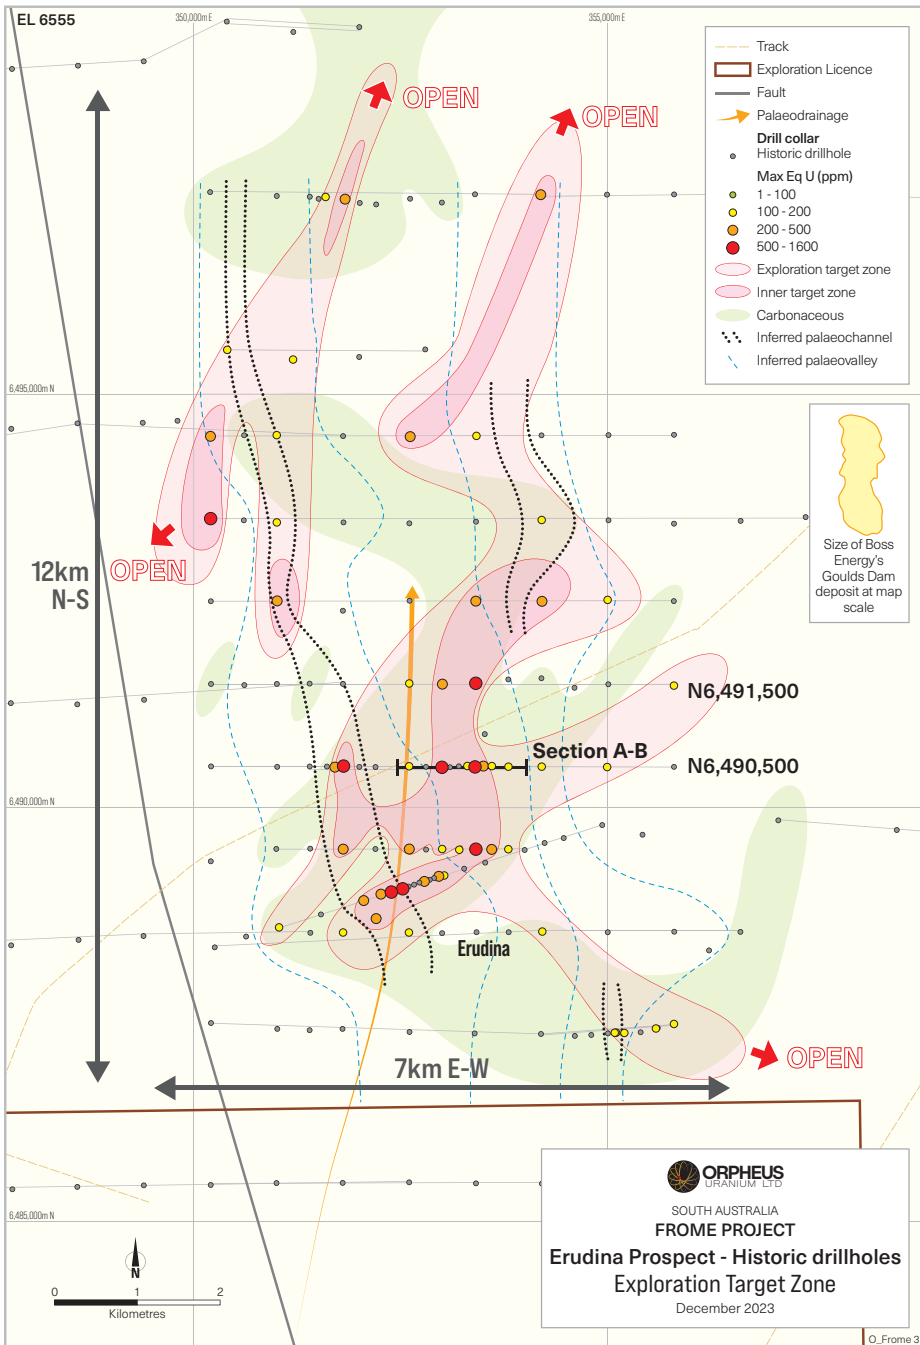 EL 6555
350,000m E
355,000m E
OPEN
OPEN
Track
Exploration Licence
Fault
Palaeodrainage
Drill collar
Historic drillhole
Max Eq U (ppm)
1 - 100
100 - 200
200 - 500
500 - 1600
Exploration target zone
Inner target zone
Carbonaceous
Inferred palaeochannel
Inferred palaeovalley
6,495,000m N
Size of Boss
Energy's
Goulds Dam
deposit at map
scale
OPEN
12km
N-S
N6,491,500
Section A-B
N6,490,500
6,490,000m N
Erudina
OPEN
7km E-W
6,485,000m N
N
0 1 2
Kilometres
ORPHEUS
URANIUM LTD
SOUTH AUSTRALIA
FROME PROJECT
Erudina Prospect - Historic drillholes
Exploration Target Zone
December 2023
O_Frome 3